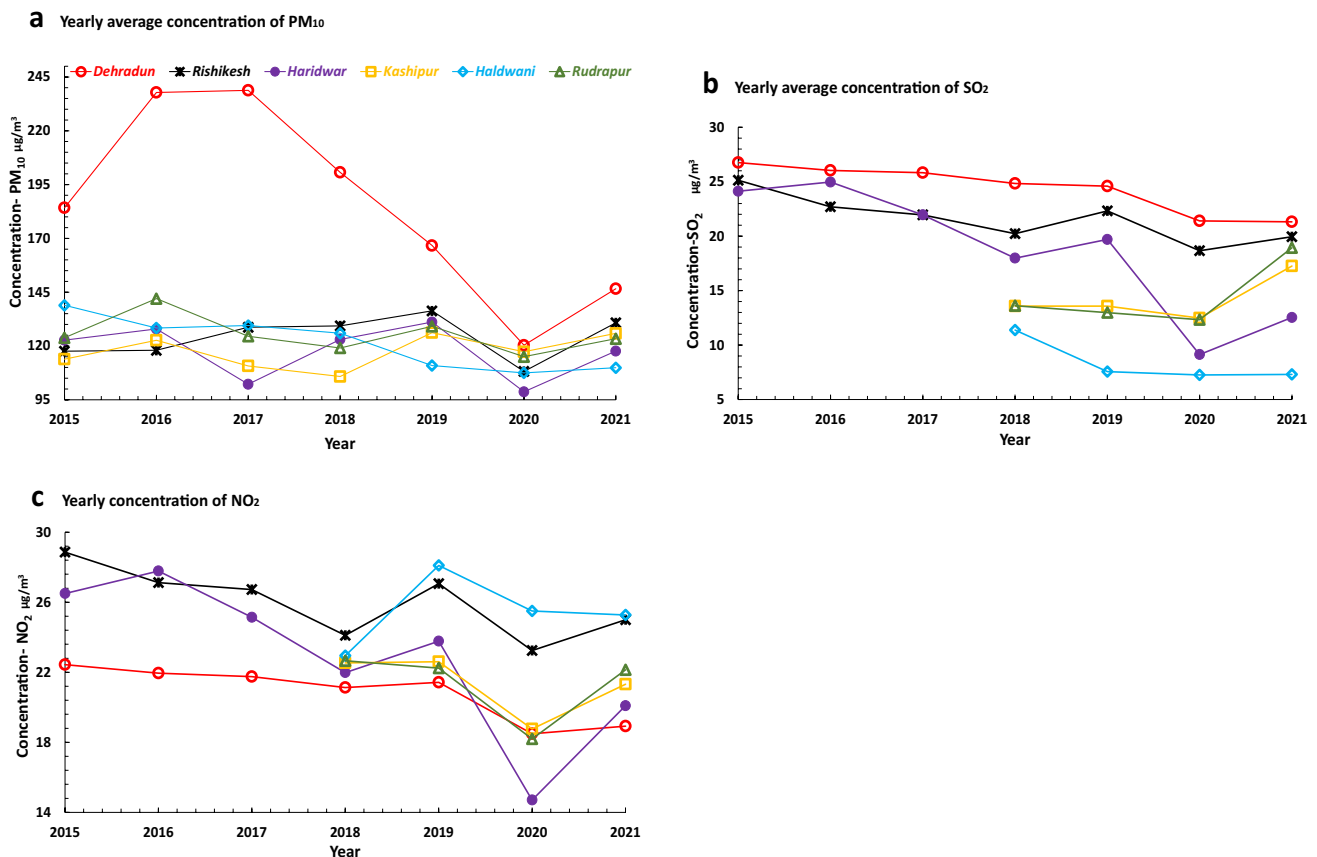 a Yearly average concentration of PM₁₀
Dehradun Rishikesh Haridwar Kashipur Haldwani Rudrapur
Concentration- PM₁₀ µg/m³
245
220
195
170
145
120
95
2015 2016 2017 2018 2019 2020 2021
Year
b Yearly average concentration of SO₂
Concentration-SO₂ µg/m³
30
25
20
15
10
5
2015 2016 2017 2018 2019 2020 2021
Year
c Yearly concentration of NO₂
Concentration- NO₂ µg/m³
30
26
22
18
14
2015 2016 2017 2018 2019 2020 2021
Year